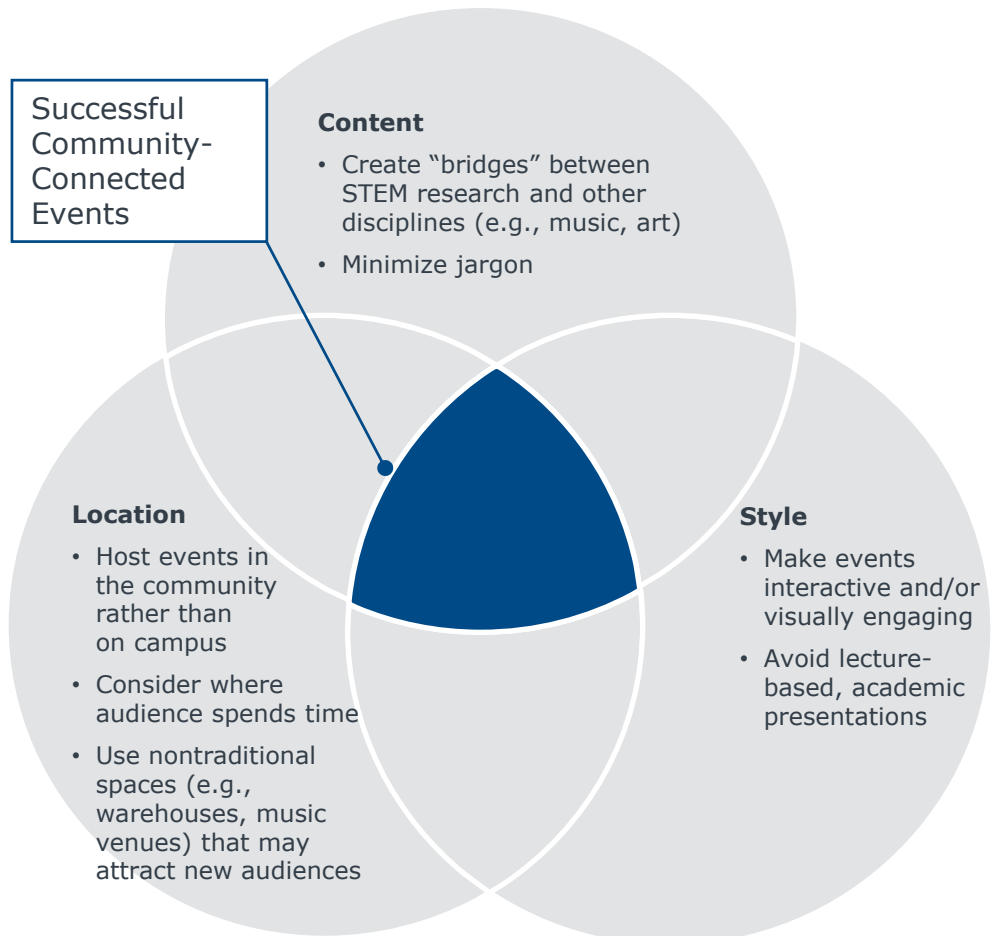 Successful
Community-
Connected
Events
Content
• Create “bridges” between
STEM research and other
disciplines (e.g., music, art)
• Minimize jargon
Location
• Host events in
the community
rather than
on campus
• Consider where
audience spends time
• Use nontraditional
spaces (e.g.,
warehouses, music
venues) that may
attract new audiences
Style
• Make events
interactive and/or
visually engaging
• Avoid lecture-
based, academic
presentations